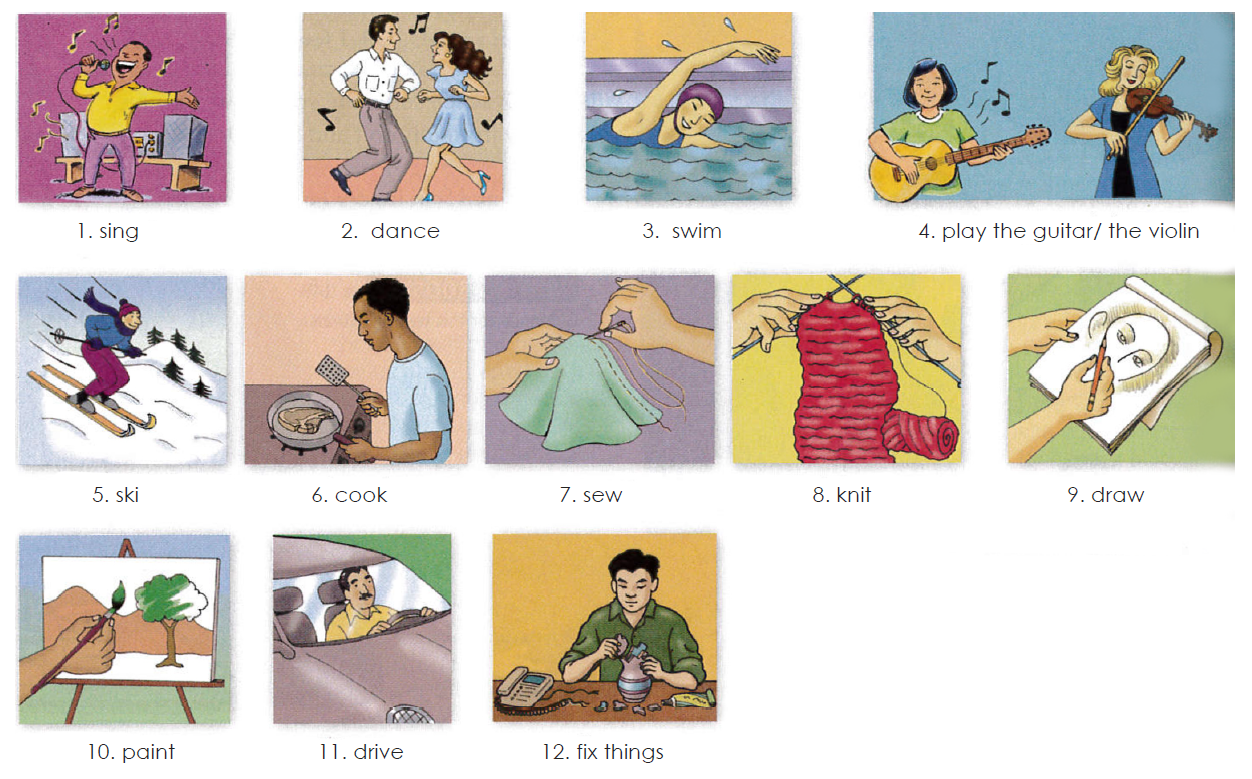 1. sing
2. dance
3. swim
4. play the guitar/ the violin
5. ski
6. cook
7. sew
8. knit
9. draw
10. paint
11. drive
12. fix things